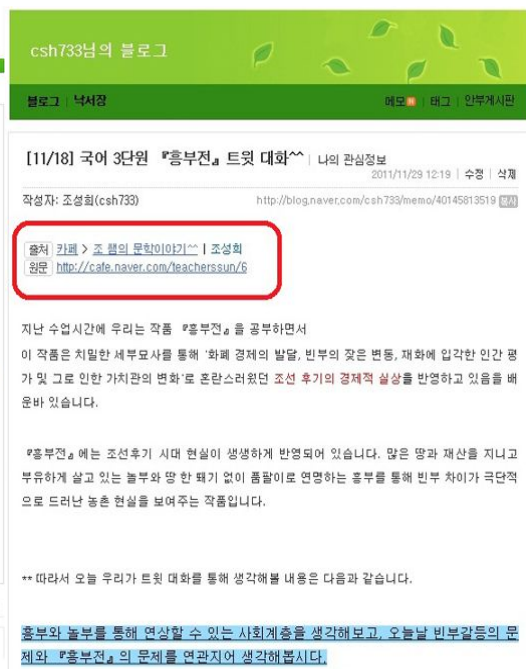 csh733님의 블로그
블로그 | 낙서장
메모 | 태그 | 안부게시판
[11/18] 국어 3단원 『흥부전』 트윗 대화^^ | 나의 관심정보
2011/11/29 12:19 | 수정 | 삭제
작성자: 조성희(csh733)
http://blog.naver.com/csh733/memo/40145813519 복사
출처 카페 > 조 쌤의 문학이야기^^ | 조성희
원문 http://cafe.naver.com/teacherssun/6
지난 수업시간에 우리는 작품 『흥부전』을 공부하면서
이 작품은 치밀한 세부묘사를 통해 '화폐 경제의 발달, 빈부의 잦은 변동, 재화에 입각한 인간 평
가 및 그로 인한 가치관의 변화'로 혼란스러웠던 조선 후기의 경제적 실상를 반영하고 있음을 배
운바 있습니다.
『흥부전』에는 조선후기 시대 현실이 생생하게 반영되어 있습니다. 많은 땅과 재산을 지니고
부유하게 살고 있는 놀부와 땅 한 뙈기 없이 품팔이로 연명하는 흥부를 통해 빈부 차이가 극단적
으로 드러난 농촌 현실을 보여주는 작품입니다.
** 따라서 오늘 우리가 트윗 대화를 통해 생각해볼 내용은 다음과 같습니다.
흥부와 놀부를 통해 연상할 수 있는 사회계층을 생각해보고, 오늘날 빈부갈등의 문
제와 『흥부전』의 문제를 연관지어 생각해봅시다.